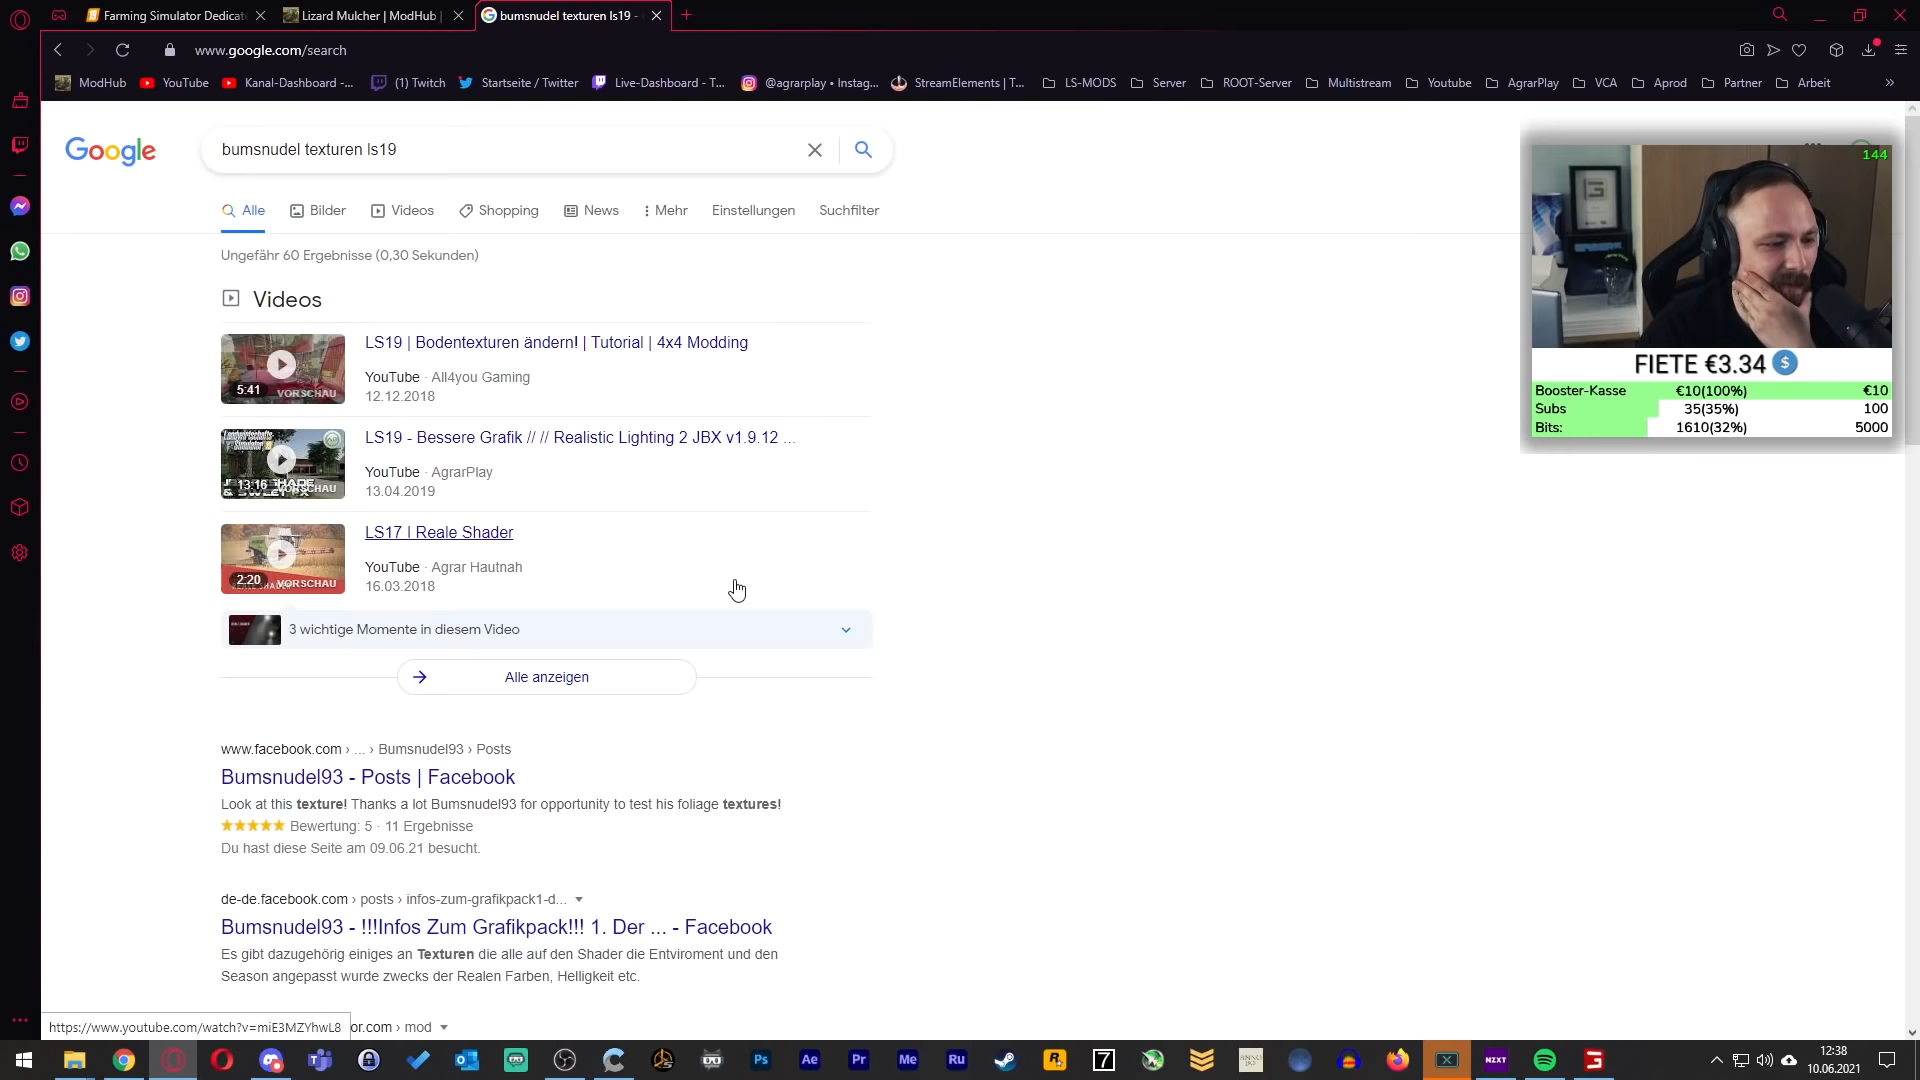 Farming Simulator Dedicate
Lizard Mulcher | ModHub |
bumsnudel texturen ls19 -
www.google.com/search
ModHub
YouTube
Kanal-Dashboard -...
(1) Twitch
Startseite / Twitter
Live-Dashboard - T...
@agrarplay • Instag...
StreamElements | T...
LS-MODS
Server
ROOT-Server
Multistream
Youtube
AgrarPlay
VCA
Aprod
Partner
Arbeit
»
Google
bumsnudel texturen ls19
Alle
Bilder
Videos
Shopping
News
Mehr
Einstellungen
Suchfilter
Ungefähr 60 Ergebnisse (0,30 Sekunden)
Videos
5:41
VORSCHAU
LS19 | Bodentexturen ändern! | Tutorial | 4x4 Modding
YouTube · All4you Gaming
12.12.2018
13:16
VORSCHAU
LS19 - Bessere Grafik // // Realistic Lighting 2 JBX v1.9.12 ...
YouTube · AgrarPlay
13.04.2019
2:20
VORSCHAU
LS17 | Reale Shader
YouTube · Agrar Hautnah
16.03.2018
3 wichtige Momente in diesem Video
Alle anzeigen
www.facebook.com › ... › Bumsnudel93 › Posts
Bumsnudel93 - Posts | Facebook
Look at this texture! Thanks a lot Bumsnudel93 for opportunity to test his foliage textures!
Bewertung: 5 · 11 Ergebnisse
Du hast diese Seite am 09.06.21 besucht.
de-de.facebook.com › posts › infos-zum-grafikpack1-d...
Bumsnudel93 - !!!Infos Zum Grafikpack!!! 1. Der ... - Facebook
Es gibt dazugehörig einiges an Texturen die alle auf den Shader die Entviroment und den
Season angepasst wurde zwecks der Realen Farben, Helligkeit etc.
https://www.youtube.com/watch?v=miE3MZYhwL8
or.com › mod
144
FIETE €3.34 $
Booster-Kasse €10(100%) €10
Subs 35(35%) 100
Bits: 1610(32%) 5000
Ps
Ae
Pr
Me
Ru
R
7
NZXT
12:38
10.06.2021